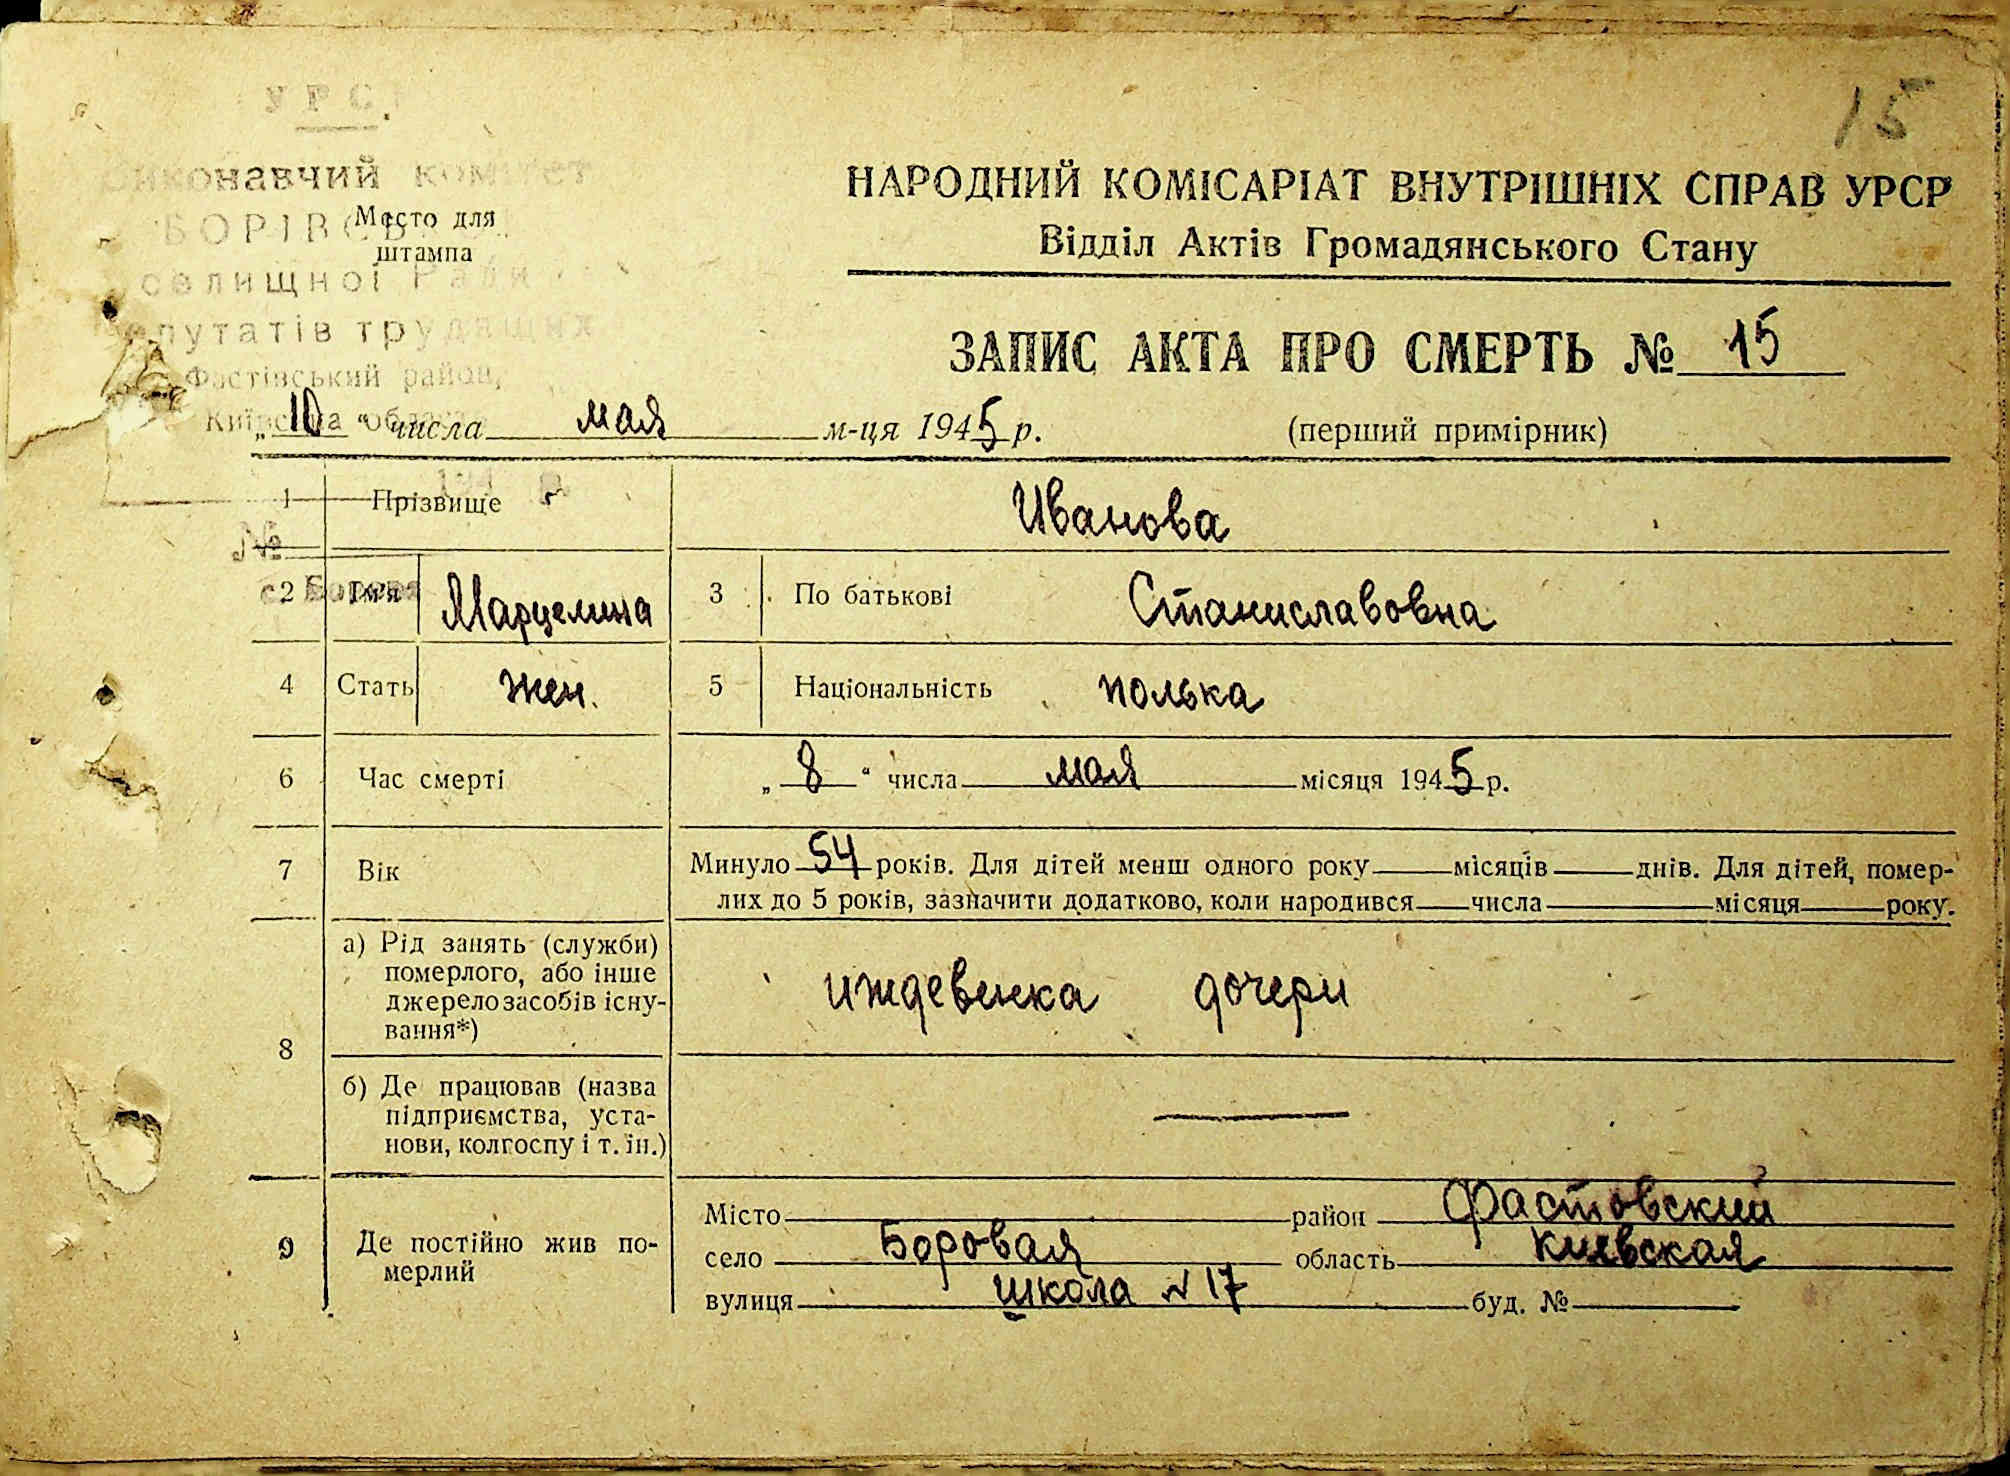 УРС
15
Виконавчий комітет
НАРОДНИЙ КОМІСАРІАТ ВНУТРІШНІХ СПРАВ УРСР
Место для
штампа
Відділ Актів Громадянського Стану
селищної Ради
депутатів трудящих
ЗАПИС АКТА ПРО СМЕРТЬ № 15
Фастівський район,
Київська область
„10“ числа мая м-ця 1945 р. (перший примірник)
1 Прізвище Иванова
№
с. Борова
2 Ім'я Марцелина 3 По батькові Станиславовна
4 Стать жен. 5 Національність полька
6 Час смерті „8“ числа мая місяця 1945 р.
7 Вік Минуло 54 років. Для дітей менш одного року місяців днів. Для дітей, помер-
лих до 5 років, зазначити додатково, коли народився числа місяця року.
8 а) Рід занять (служби)
померлого, або інше
джерело засобів існу-
вання*)
иждевинка дочери
б) Де працював (назва
підприємства, уста-
нови, колгоспу і т. ін.)
9 Де постійно жив по-
мерлий
Місто район Фастовский
село Боровая область Киевская
вулиця школа N 17 буд. №